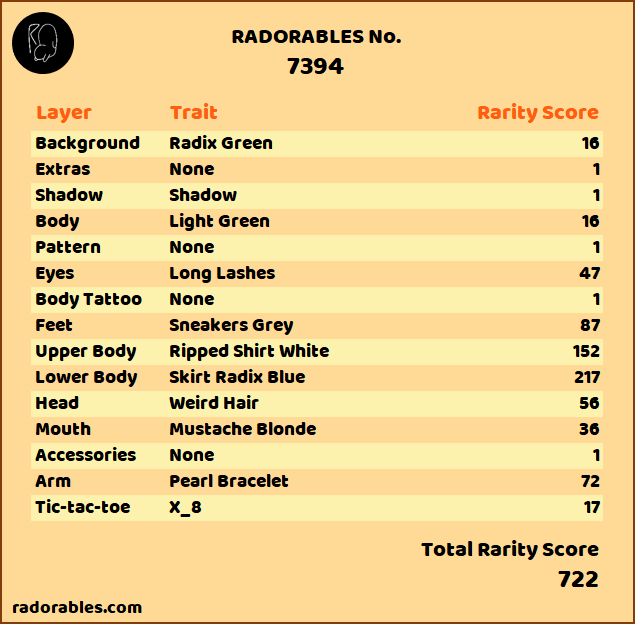 RADORABLES No.
7394
Layer Trait Rarity Score
Background Radix Green 16
Extras None 1
Shadow Shadow 1
Body Light Green 16
Pattern None 1
Eyes Long Lashes 47
Body Tattoo None 1
Feet Sneakers Grey 87
Upper Body Ripped Shirt White 152
Lower Body Skirt Radix Blue 217
Head Weird Hair 56
Mouth Mustache Blonde 36
Accessories None 1
Arm Pearl Bracelet 72
Tic-tac-toe X_8 17
Total Rarity Score
722
radorables.com